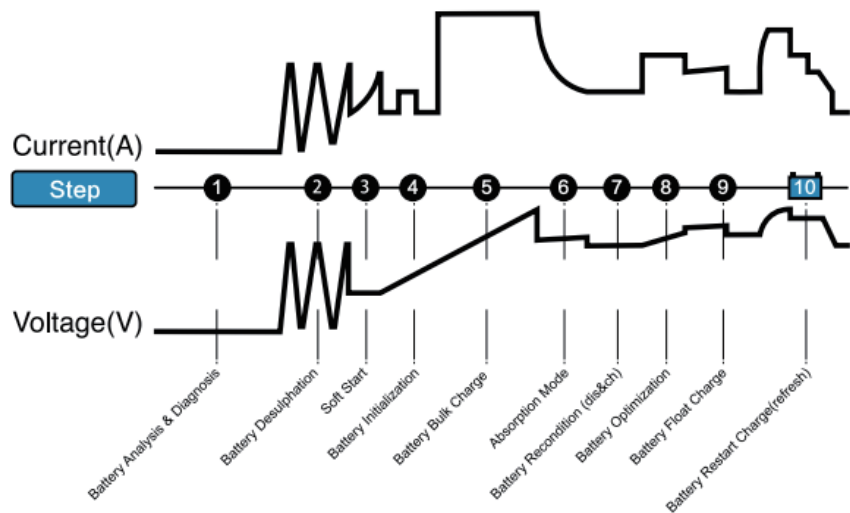 Current(A)
Step
1 2 3 4 5 6 7 8 9 10
Voltage(V)
Battery Analysis & Diagnosis
Battery Desulphation
Soft Start
Battery Initialization
Battery Bulk Charge
Absorption Mode
Battery Recondition (dis&ch)
Battery Optimization
Battery Float Charge
Battery Restart Charge(refresh)